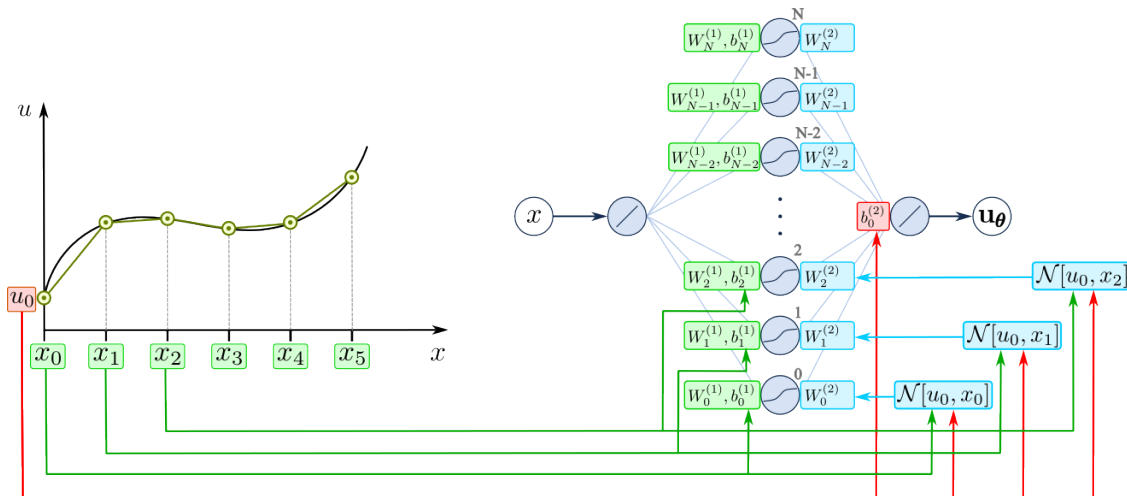 u
u_0
x_0 x_1 x_2 x_3 x_4 x_5 x
N
W_N^{(1)}, b_N^{(1)} W_N^{(2)}
N-1
W_{N-1}^{(1)}, b_{N-1}^{(1)} W_{N-1}^{(2)}
N-2
W_{N-2}^{(1)}, b_{N-2}^{(1)} W_{N-2}^{(2)}
x b_0^{(2)} u_θ
2
W_2^{(1)}, b_2^{(1)} W_2^{(2)} 𝒩[u_0, x_2]
1
W_1^{(1)}, b_1^{(1)} W_1^{(2)} 𝒩[u_0, x_1]
0
W_0^{(1)}, b_0^{(1)} W_0^{(2)} 𝒩[u_0, x_0]